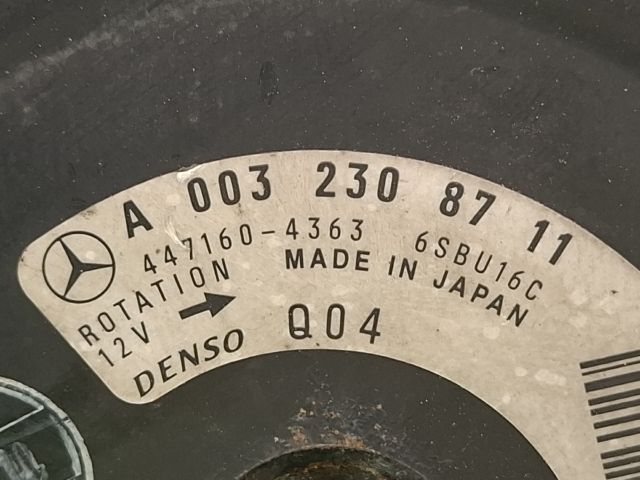 A 003 230 87 11
447160-4363 6SBU16C
ROTATION MADE IN JAPAN
12V
DENSO Q04